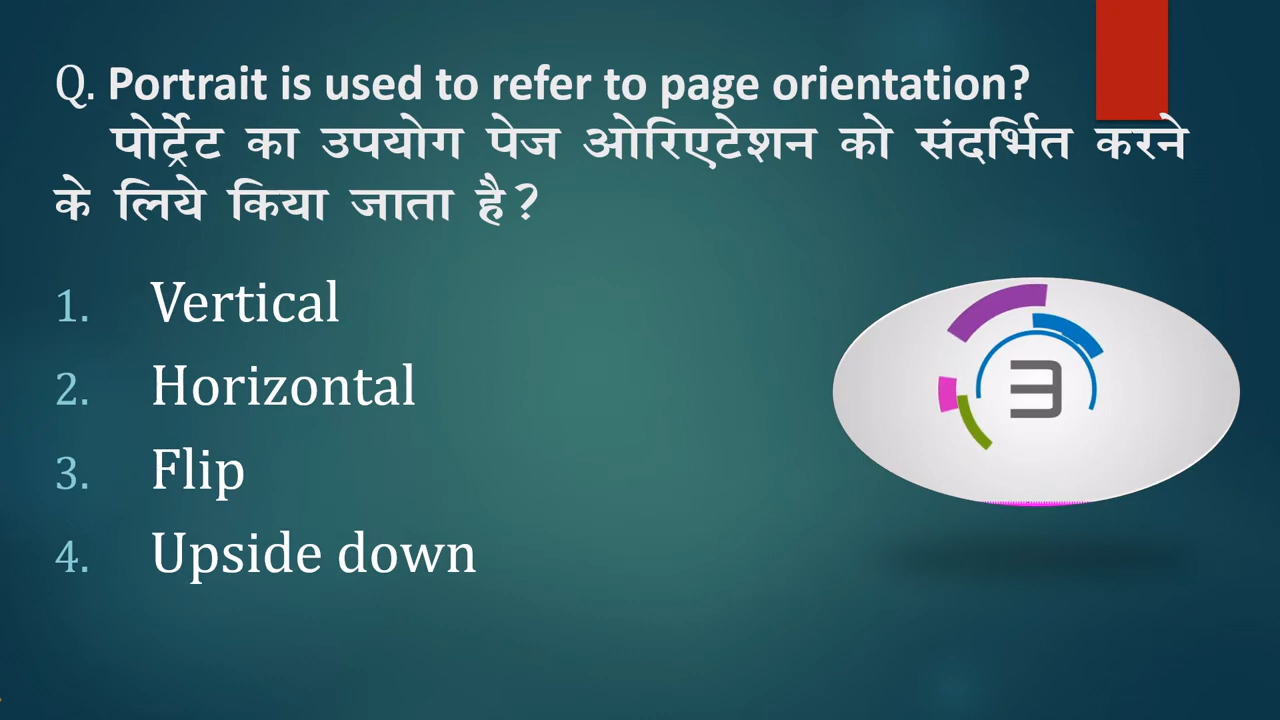 Q. Portrait is used to refer to page orientation?
पोर्ट्रेट का उपयोग पेज ओरिएटेशन को संदर्भित करने
के लिये किया जाता है?
1. Vertical
2. Horizontal
3. Flip
4. Upside down
3